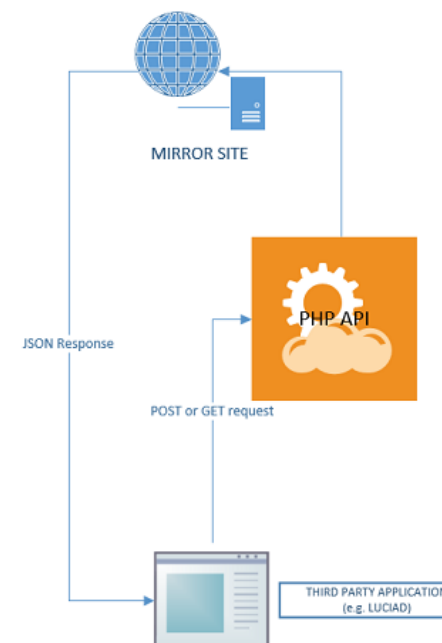 MIRROR SITE
PHP API
JSON Response
POST or GET request
THIRD PARTY APPLICATION
(e.g. LUCIAD)